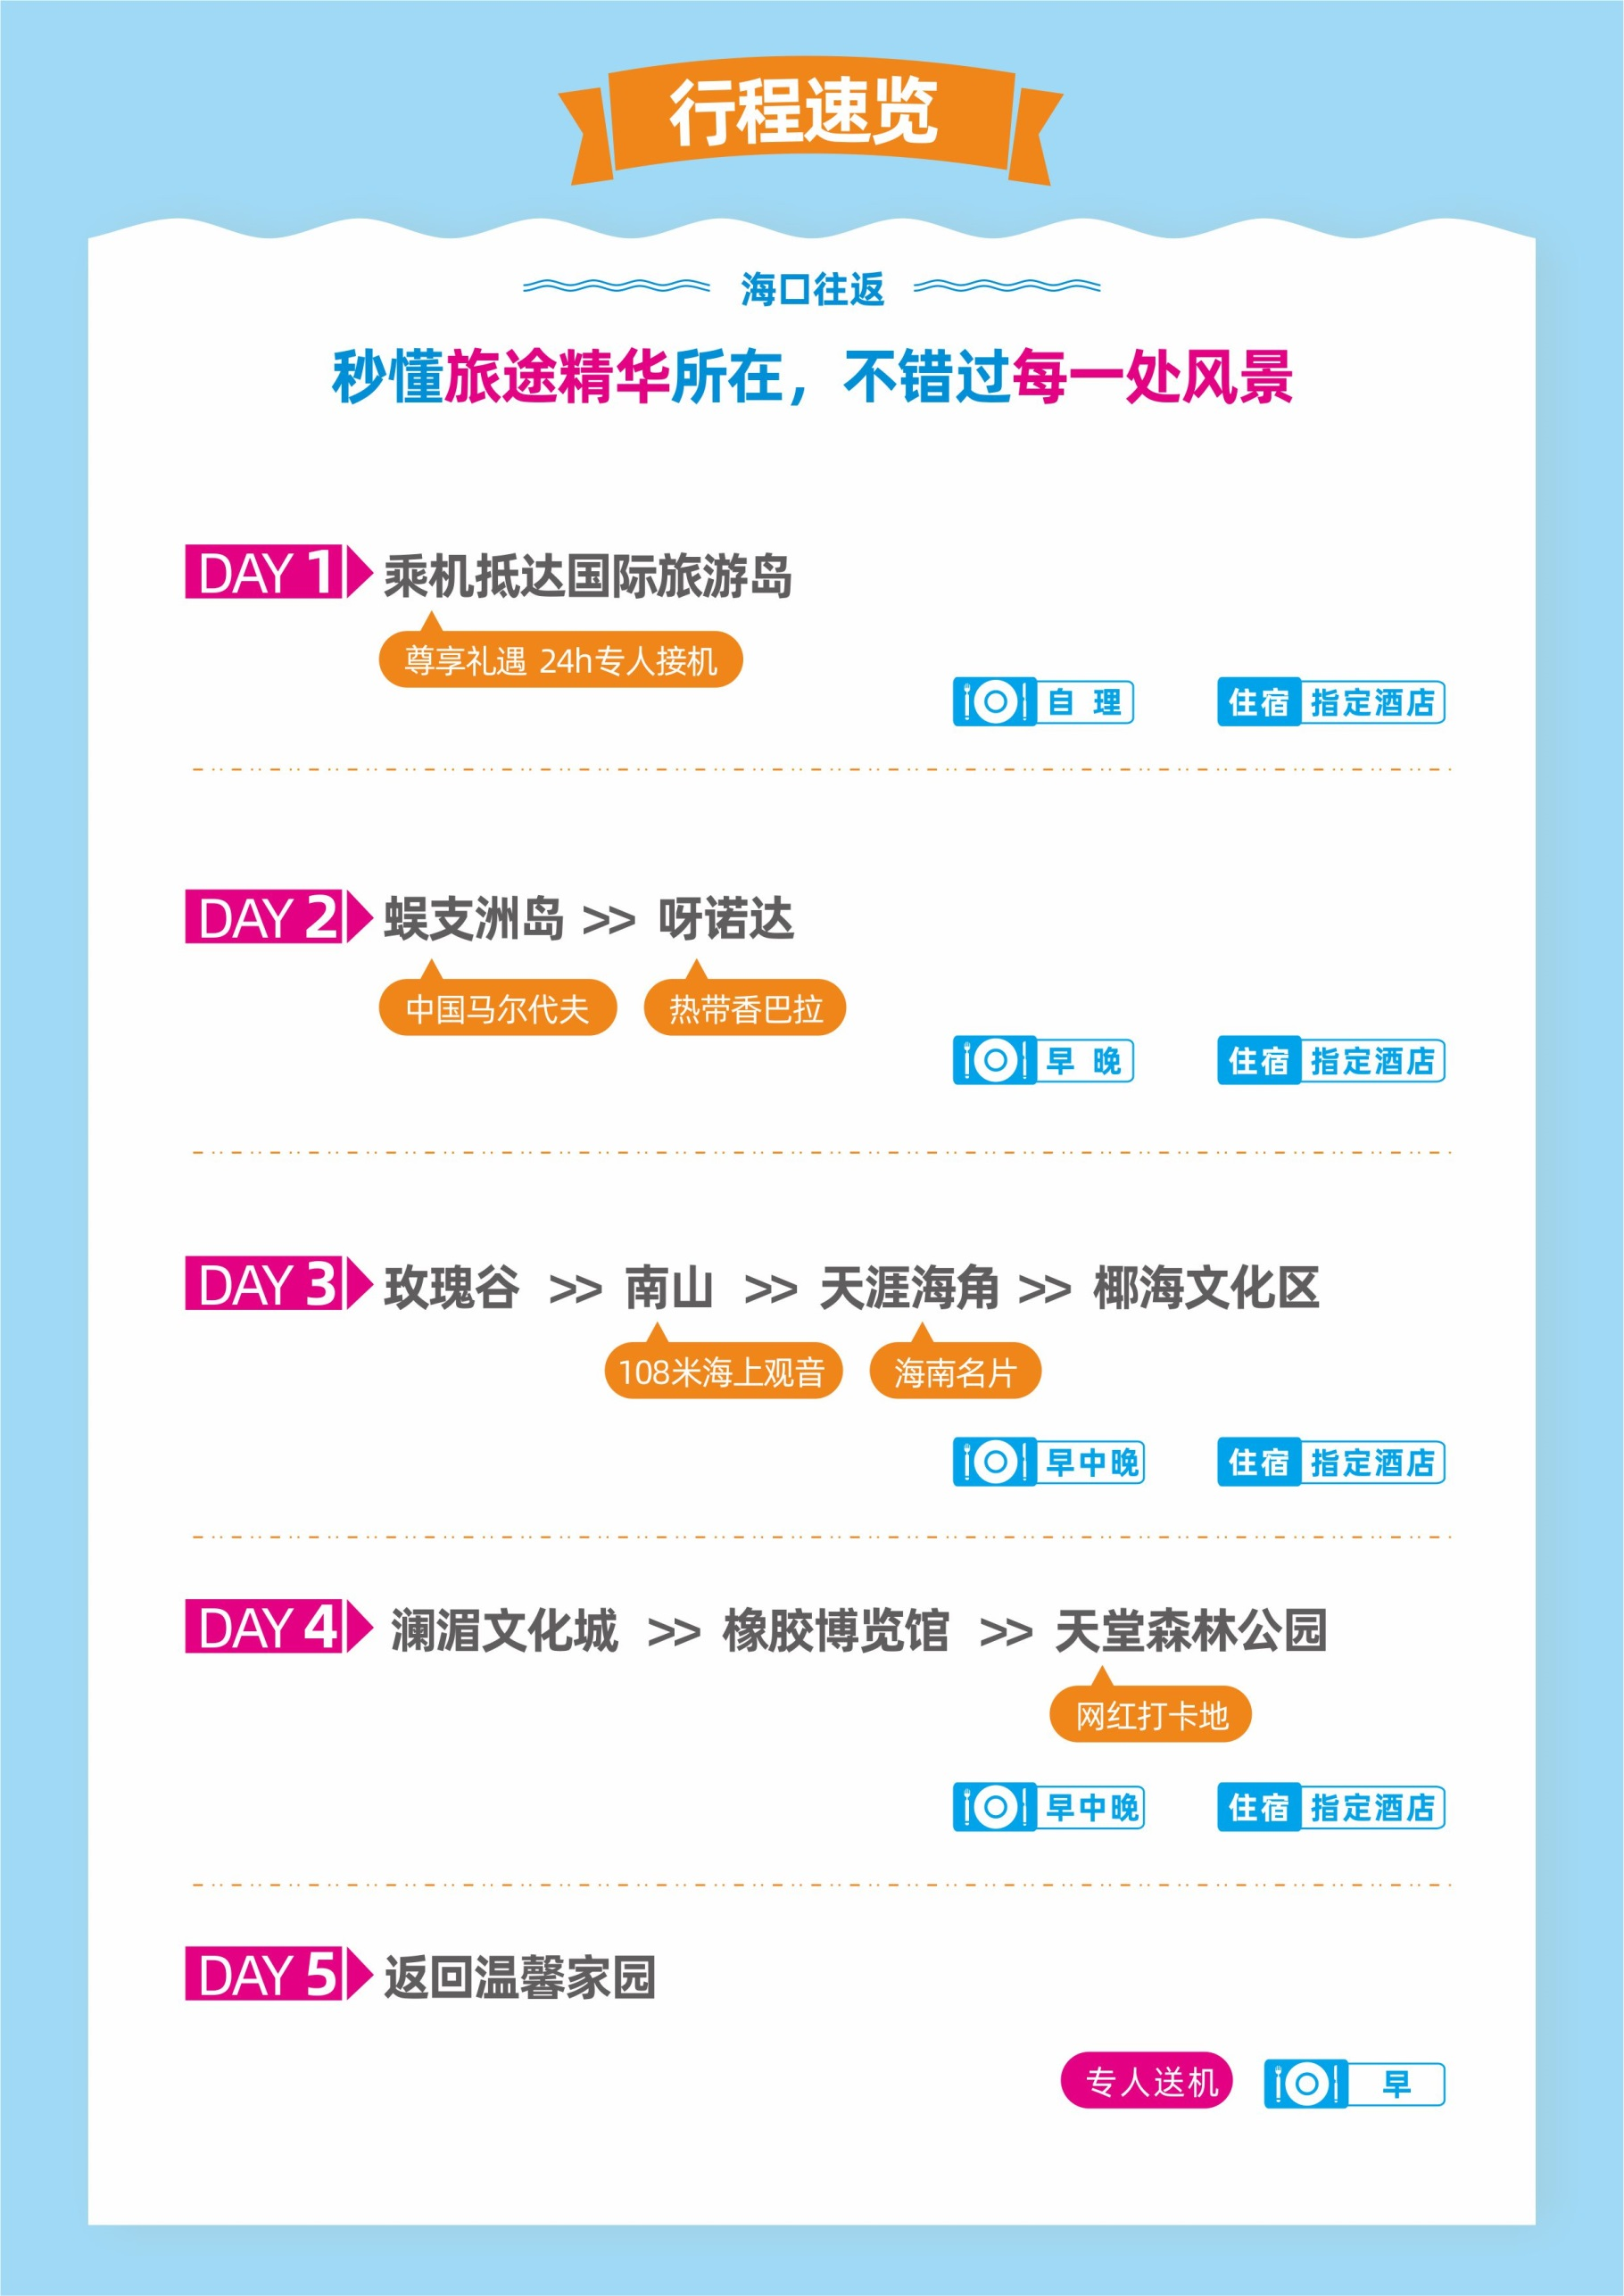 行程速览
海口往返
秒懂旅途精华所在，不错过每一处风景
DAY 1 乘机抵达国际旅游岛
尊享礼遇 24h专人接机
自 理 住宿 指定酒店
DAY 2 蜈支洲岛 >> 呀诺达
中国马尔代夫 热带香巴拉
早 晚 住宿 指定酒店
DAY 3 玫瑰谷 >> 南山 >> 天涯海角 >> 椰海文化区
108米海上观音 海南名片
早中晚 住宿 指定酒店
DAY 4 澜湄文化城 >> 橡胶博览馆 >> 天堂森林公园
网红打卡地
早中晚 住宿 指定酒店
DAY 5 返回温馨家园
专人送机 早